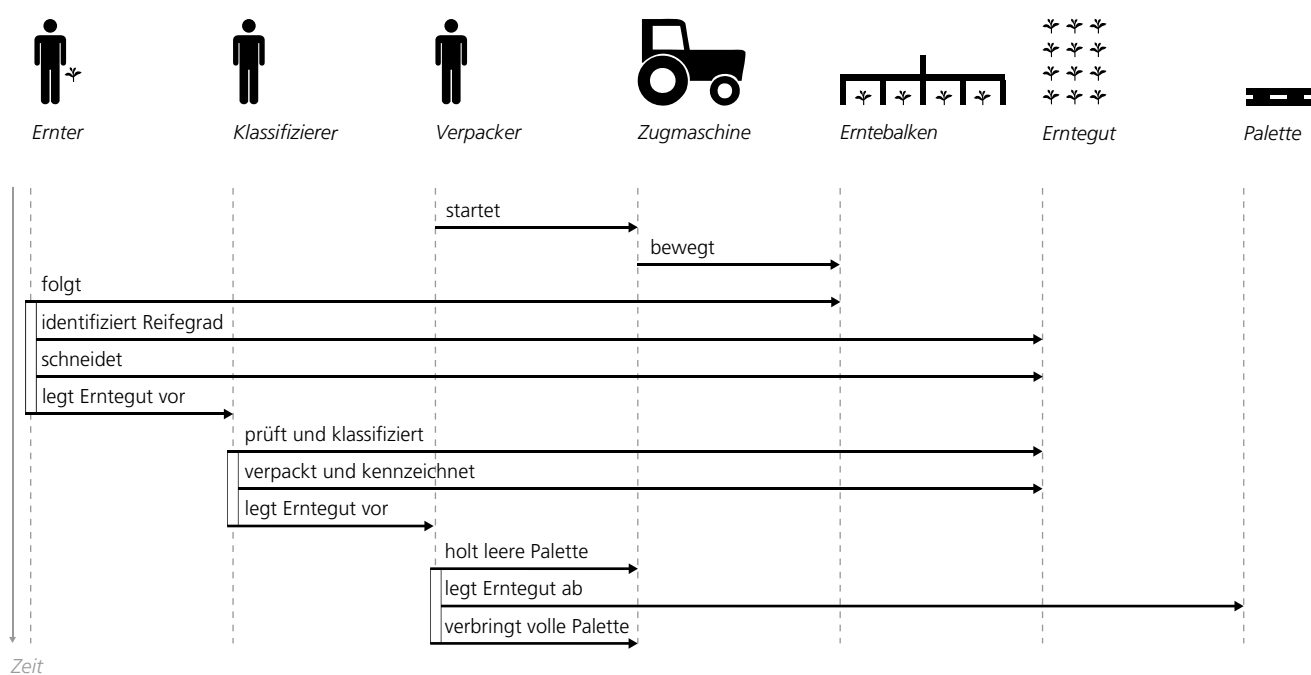 Ernter
Klassifizierer
Verpacker
Zugmaschine
Erntebalken
Erntegut
Palette
startet
bewegt
folgt
identifiziert Reifegrad
schneidet
legt Erntegut vor
prüft und klassifiziert
verpackt und kennzeichnet
legt Erntegut vor
holt leere Palette
legt Erntegut ab
verbringt volle Palette
Zeit